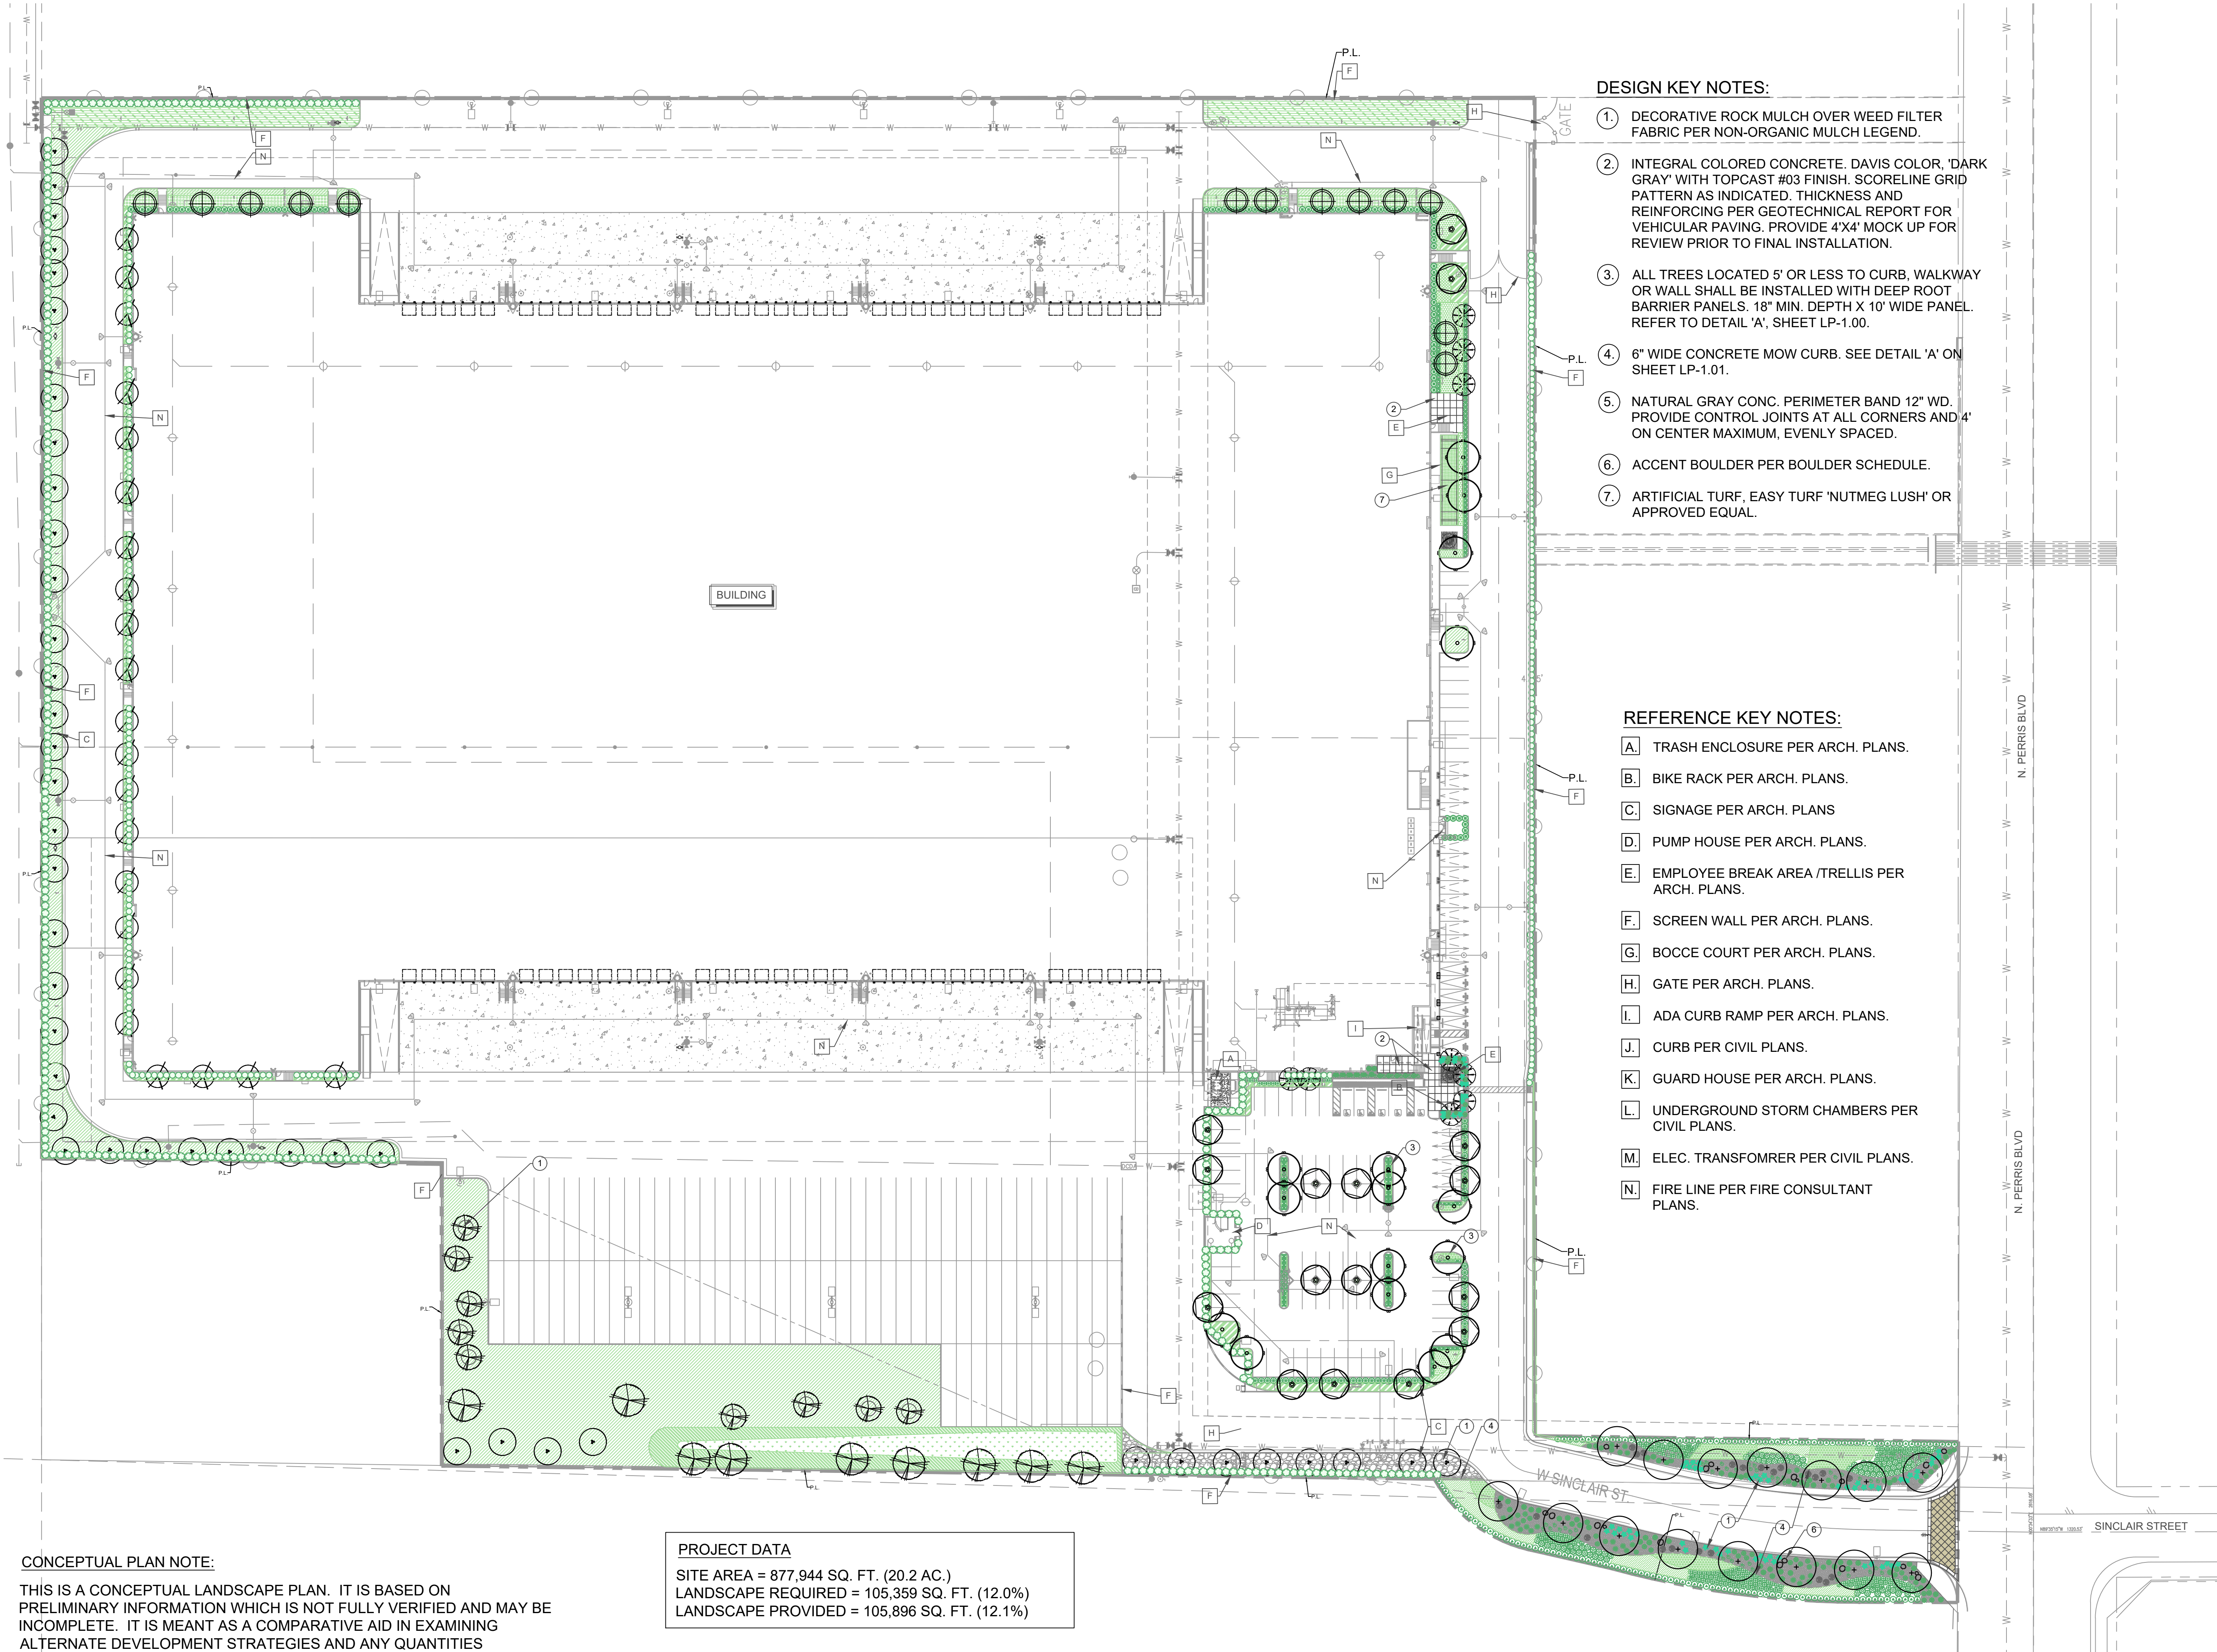 P.L.
F
DESIGN KEY NOTES:
1. DECORATIVE ROCK MULCH OVER WEED FILTER
FABRIC PER NON-ORGANIC MULCH LEGEND.
2. INTEGRAL COLORED CONCRETE. DAVIS COLOR, 'DARK
GRAY' WITH TOPCAST #03 FINISH. SCORELINE GRID
PATTERN AS INDICATED. THICKNESS AND
REINFORCING PER GEOTECHNICAL REPORT FOR
VEHICULAR PAVING. PROVIDE 4'X4' MOCK UP FOR
REVIEW PRIOR TO FINAL INSTALLATION.
3. ALL TREES LOCATED 5' OR LESS TO CURB, WALKWAY
OR WALL SHALL BE INSTALLED WITH DEEP ROOT
BARRIER PANELS. 18" MIN. DEPTH X 10' WIDE PANEL.
REFER TO DETAIL 'A', SHEET LP-1.00.
4. 6" WIDE CONCRETE MOW CURB. SEE DETAIL 'A' ON
SHEET LP-1.01.
5. NATURAL GRAY CONC. PERIMETER BAND 12" WD.
PROVIDE CONTROL JOINTS AT ALL CORNERS AND 4'
ON CENTER MAXIMUM, EVENLY SPACED.
6. ACCENT BOULDER PER BOULDER SCHEDULE.
7. ARTIFICIAL TURF, EASY TURF 'NUTMEG LUSH' OR
APPROVED EQUAL.
REFERENCE KEY NOTES:
A. TRASH ENCLOSURE PER ARCH. PLANS.
B. BIKE RACK PER ARCH. PLANS.
C. SIGNAGE PER ARCH. PLANS
D. PUMP HOUSE PER ARCH. PLANS.
E. EMPLOYEE BREAK AREA /TRELLIS PER
ARCH. PLANS.
F. SCREEN WALL PER ARCH. PLANS.
G. BOCCE COURT PER ARCH. PLANS.
H. GATE PER ARCH. PLANS.
I. ADA CURB RAMP PER ARCH. PLANS.
J. CURB PER CIVIL PLANS.
K. GUARD HOUSE PER ARCH. PLANS.
L. UNDERGROUND STORM CHAMBERS PER
CIVIL PLANS.
M. ELEC. TRANSFOMRER PER CIVIL PLANS.
N. FIRE LINE PER FIRE CONSULTANT
PLANS.
GATE
H
P.L.
F
N
N
H
P.L.
F
P.L.
F
N
2
E
G
7
BUILDING
F
C
P.L.
F
N
P.L.
N
N
N. PERRIS BLVD
I
2
E
A
B
N
DCDA
DCDA
3
1
F
P.L.
D
N
3
P.L.
F
P.L.
N. PERRIS BLVD
F
C
1
4
H
P.L.
F
P.L.
P.L.
W SINCLAIR ST.
P.L.
1
4
6
SINCLAIR STREET
PROJECT DATA
SITE AREA = 877,944 SQ. FT. (20.2 AC.)
LANDSCAPE REQUIRED = 105,359 SQ. FT. (12.0%)
LANDSCAPE PROVIDED = 105,896 SQ. FT. (12.1%)
CONCEPTUAL PLAN NOTE:
THIS IS A CONCEPTUAL LANDSCAPE PLAN. IT IS BASED ON
PRELIMINARY INFORMATION WHICH IS NOT FULLY VERIFIED AND MAY BE
INCOMPLETE. IT IS MEANT AS A COMPARATIVE AID IN EXAMINING
ALTERNATE DEVELOPMENT STRATEGIES AND ANY QUANTITIES